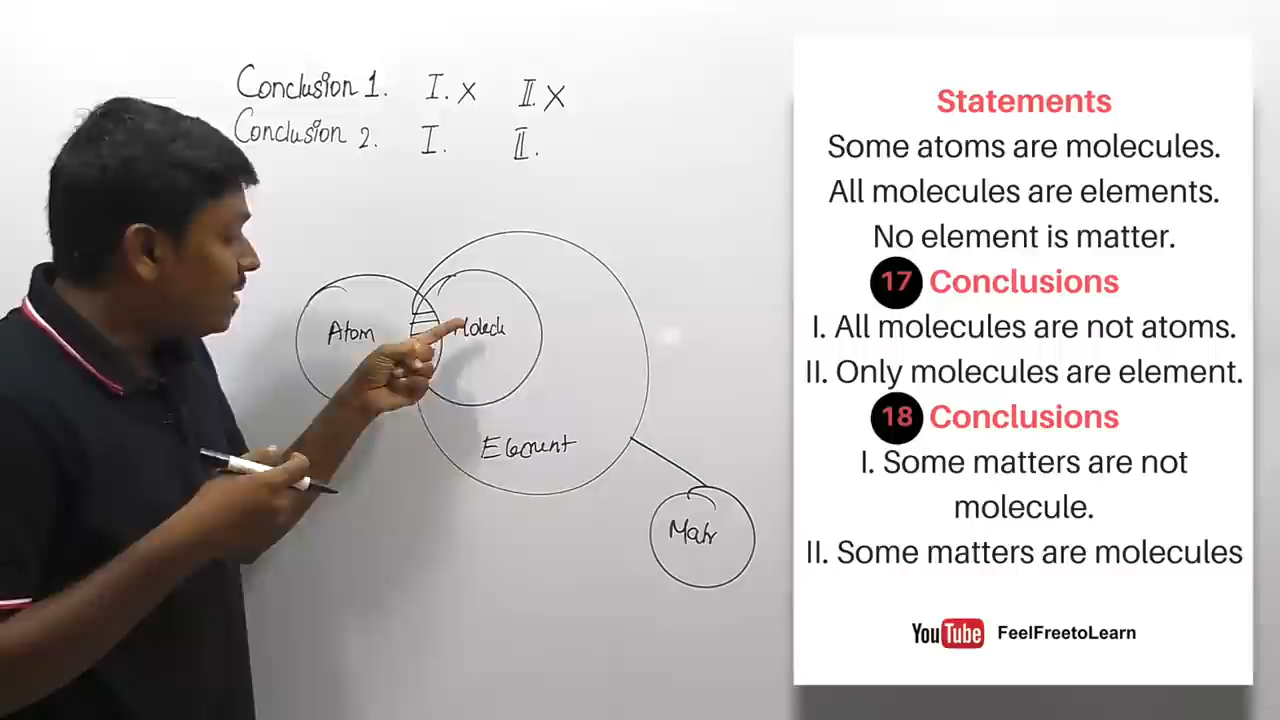 Conclusion 1. I. x II. x
Conclusion 2. I. II.
Atom
Molecu
Element
Matr
Statements
Some atoms are molecules.
All molecules are elements.
No element is matter.
17 Conclusions
I. All molecules are not atoms.
II. Only molecules are element.
18 Conclusions
I. Some matters are not
molecule.
II. Some matters are molecules
YouTube FeelFreetoLearn